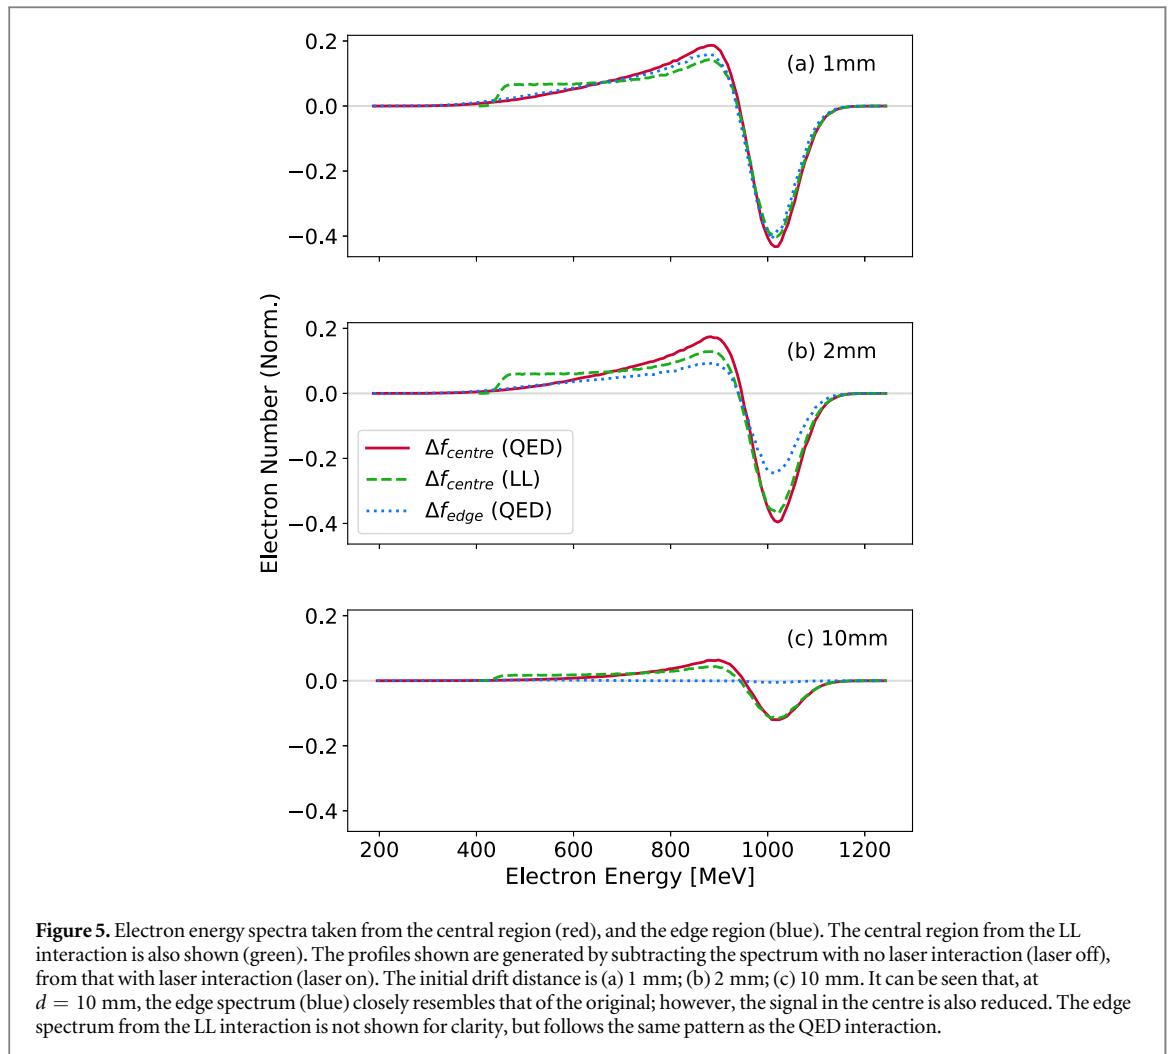 0.2
0.0
−0.2
−0.4
(a) 1mm
0.2
0.0
−0.2
−0.4
(b) 2mm
Δf_centre (QED)
Δf_centre (LL)
Δf_edge (QED)
Electron Number (Norm.)
0.2
0.0
−0.2
−0.4
(c) 10mm
200 400 600 800 1000 1200
Electron Energy [MeV]
Figure 5. Electron energy spectra taken from the central region (red), and the edge region (blue). The central region from the LL
interaction is also shown (green). The profiles shown are generated by subtracting the spectrum with no laser interaction (laser off),
from that with laser interaction (laser on). The initial drift distance is (a) 1 mm; (b) 2 mm; (c) 10 mm. It can be seen that, at
d = 10 mm, the edge spectrum (blue) closely resembles that of the original; however, the signal in the centre is also reduced. The edge
spectrum from the LL interaction is not shown for clarity, but follows the same pattern as the QED interaction.